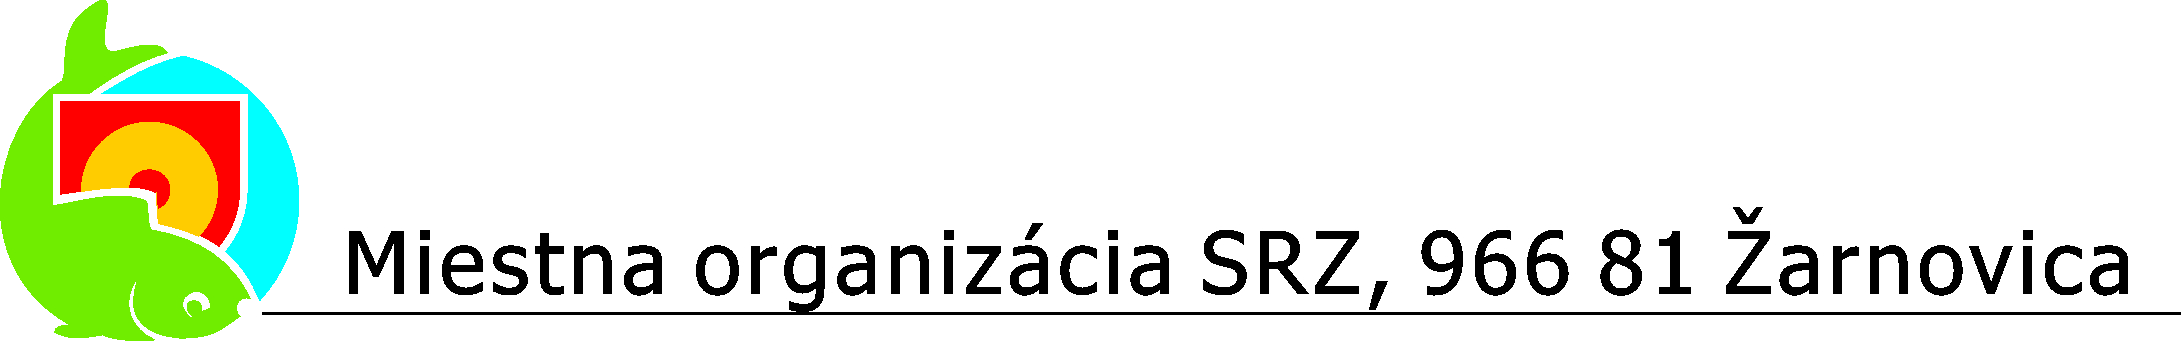 Miestna organizácia SRZ, 966 81 Žarnovica